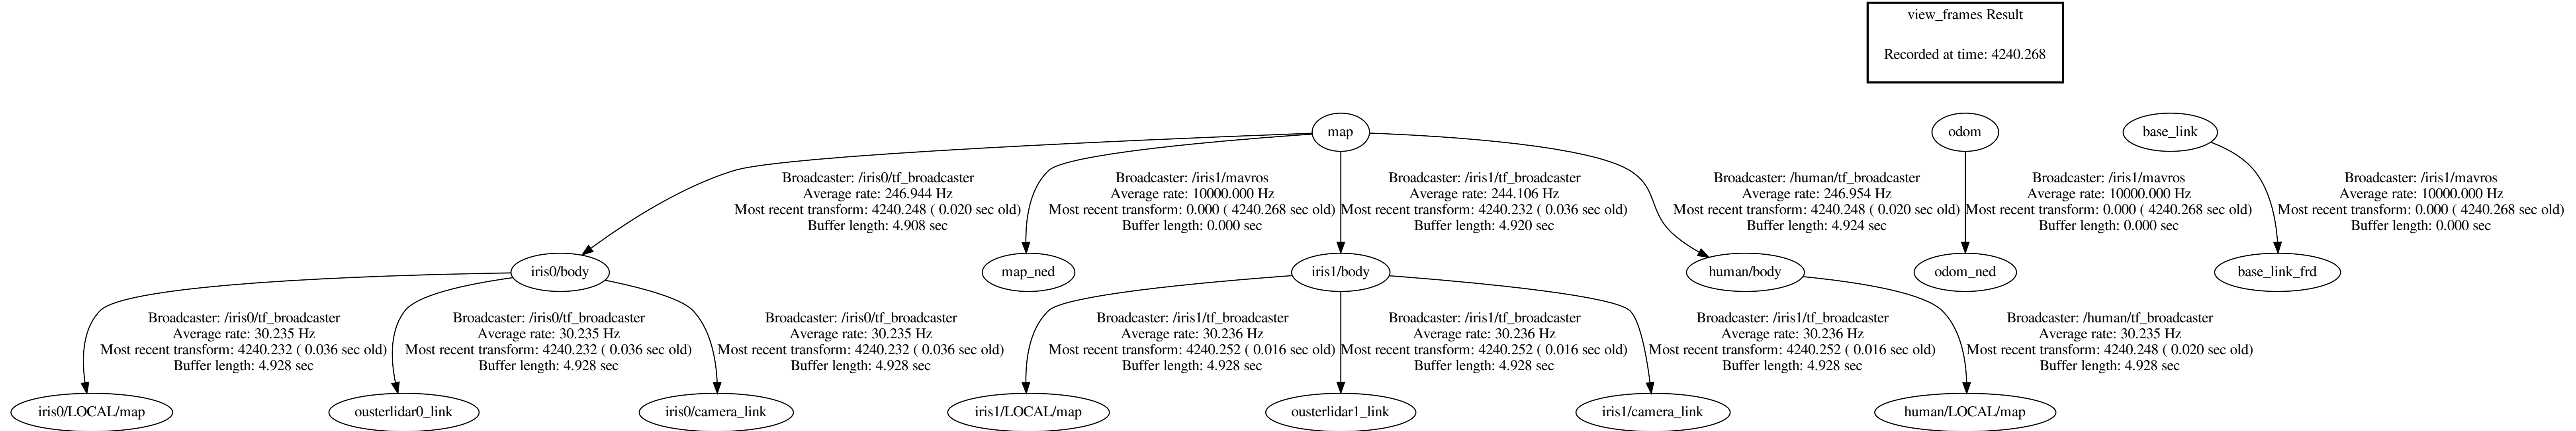 view_frames Result
Recorded at time: 4240.268
map
odom
base_link
Broadcaster: /iris0/tf_broadcaster
Average rate: 246.944 Hz
Most recent transform: 4240.248 ( 0.020 sec old)
Buffer length: 4.908 sec
Broadcaster: /iris1/mavros
Average rate: 10000.000 Hz
Most recent transform: 0.000 ( 4240.268 sec old)
Buffer length: 0.000 sec
Broadcaster: /iris1/tf_broadcaster
Average rate: 244.106 Hz
Most recent transform: 4240.232 ( 0.036 sec old)
Buffer length: 4.920 sec
Broadcaster: /human/tf_broadcaster
Average rate: 246.954 Hz
Most recent transform: 4240.248 ( 0.020 sec old)
Buffer length: 4.924 sec
Broadcaster: /iris1/mavros
Average rate: 10000.000 Hz
Most recent transform: 0.000 ( 4240.268 sec old)
Buffer length: 0.000 sec
Broadcaster: /iris1/mavros
Average rate: 10000.000 Hz
Most recent transform: 0.000 ( 4240.268 sec old)
Buffer length: 0.000 sec
iris0/body
map_ned
iris1/body
human/body
odom_ned
base_link_frd
Broadcaster: /iris0/tf_broadcaster
Average rate: 30.235 Hz
Most recent transform: 4240.232 ( 0.036 sec old)
Buffer length: 4.928 sec
Broadcaster: /iris0/tf_broadcaster
Average rate: 30.235 Hz
Most recent transform: 4240.232 ( 0.036 sec old)
Buffer length: 4.928 sec
Broadcaster: /iris0/tf_broadcaster
Average rate: 30.235 Hz
Most recent transform: 4240.232 ( 0.036 sec old)
Buffer length: 4.928 sec
Broadcaster: /iris1/tf_broadcaster
Average rate: 30.236 Hz
Most recent transform: 4240.252 ( 0.016 sec old)
Buffer length: 4.928 sec
Broadcaster: /iris1/tf_broadcaster
Average rate: 30.236 Hz
Most recent transform: 4240.252 ( 0.016 sec old)
Buffer length: 4.928 sec
Broadcaster: /iris1/tf_broadcaster
Average rate: 30.236 Hz
Most recent transform: 4240.252 ( 0.016 sec old)
Buffer length: 4.928 sec
Broadcaster: /human/tf_broadcaster
Average rate: 30.235 Hz
Most recent transform: 4240.248 ( 0.020 sec old)
Buffer length: 4.928 sec
iris0/LOCAL/map
ousterlidar0_link
iris0/camera_link
iris1/LOCAL/map
ousterlidar1_link
iris1/camera_link
human/LOCAL/map